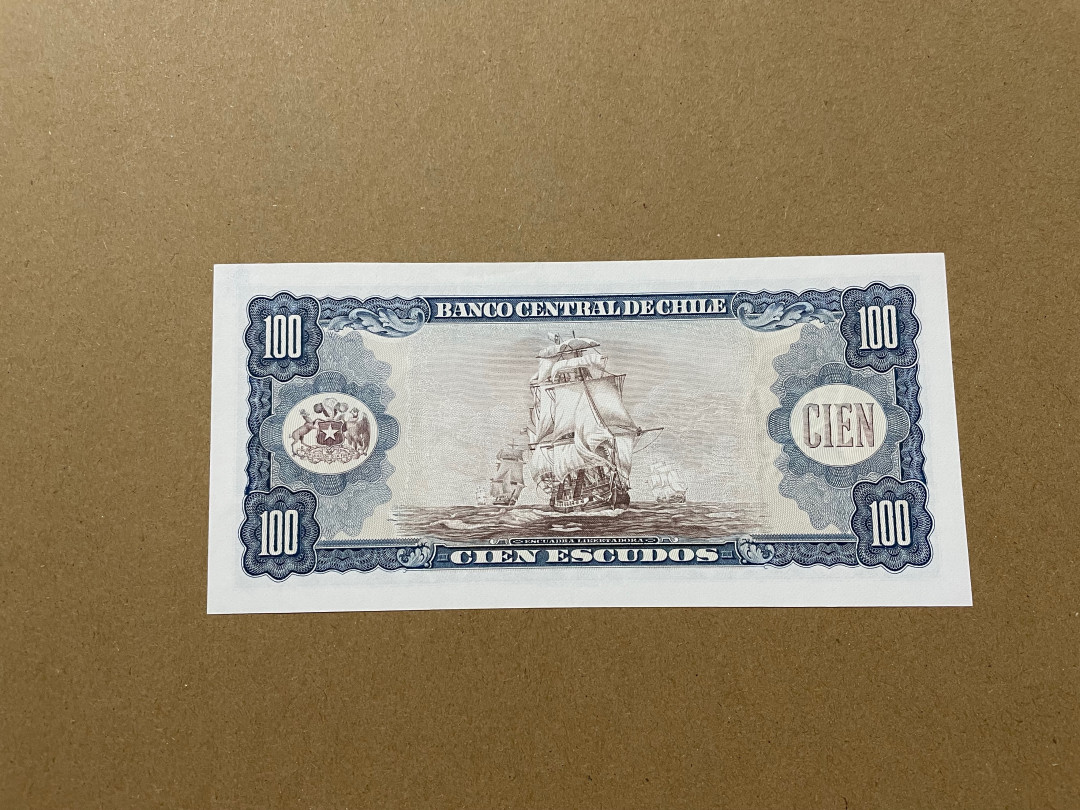 BANCO CENTRAL DE CHILE
100
100
CIEN
100
100
ESCUADRA LIBERTADORA
CIEN ESCUDOS